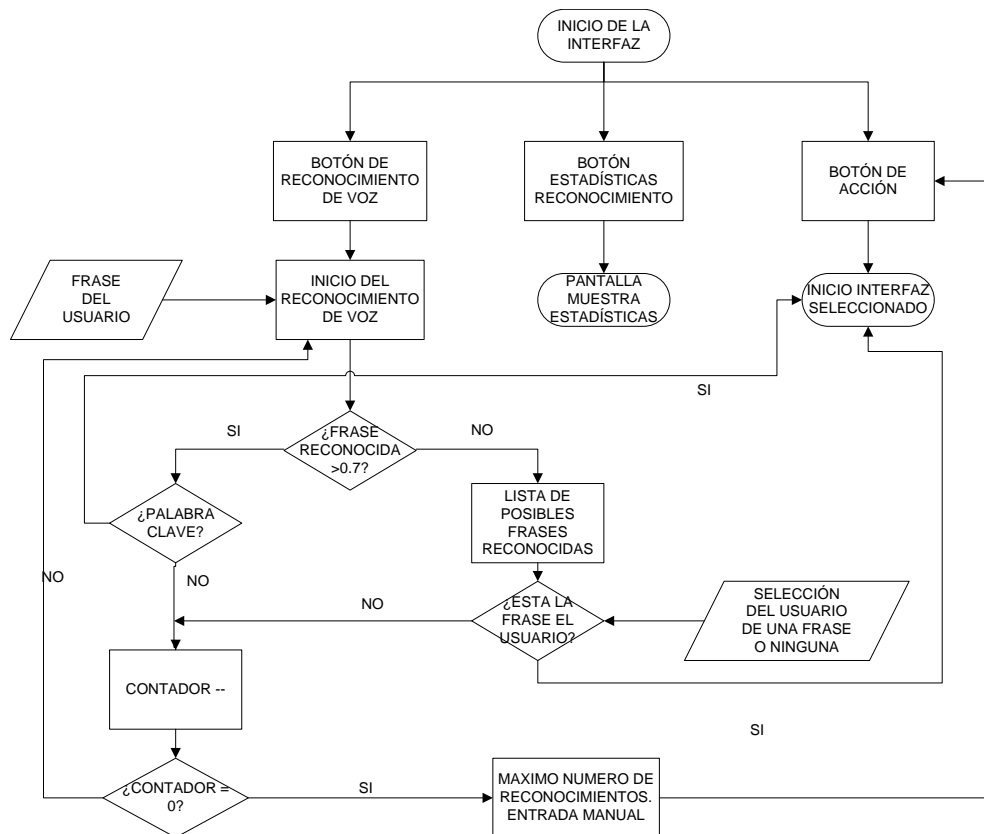 INICIO DE LA
INTERFAZ
BOTÓN DE
RECONOCIMIENTO
DE VOZ
BOTÓN
ESTADÍSTICAS
RECONOCIMIENTO
BOTÓN DE
ACCIÓN
FRASE
DEL
USUARIO
INICIO DEL
RECONOCIMIENTO
DE VOZ
PANTALLA
MUESTRA
ESTADÍSTICAS
INICIO INTERFAZ
SELECCIONADO
SI
SI
¿FRASE
RECONOCIDA
>0.7?
NO
¿PALABRA
CLAVE?
LISTA DE
POSIBLES
FRASES
RECONOCIDAS
NO
NO
NO
¿ESTA LA
FRASE EL
USUARIO?
SELECCIÓN
DEL USUARIO
DE UNA FRASE
O NINGUNA
CONTADOR --
SI
¿CONTADOR =
0?
SI
MAXIMO NUMERO DE
RECONOCIMIENTOS.
ENTRADA MANUAL